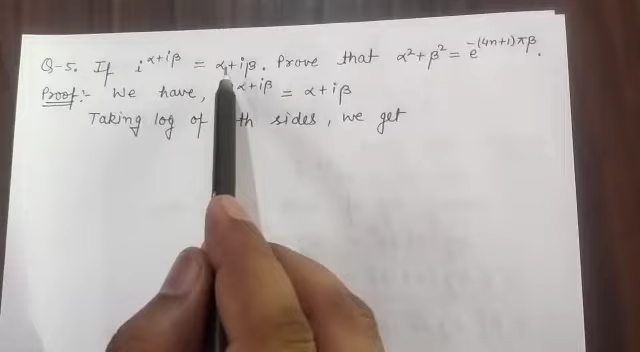 Q-5. If i^α+iβ = α+iβ. Prove that α²+β² = e^-(4n+1)πβ.
Proof:- We have, α+iβ = α+iβ
Taking log of sides, we get